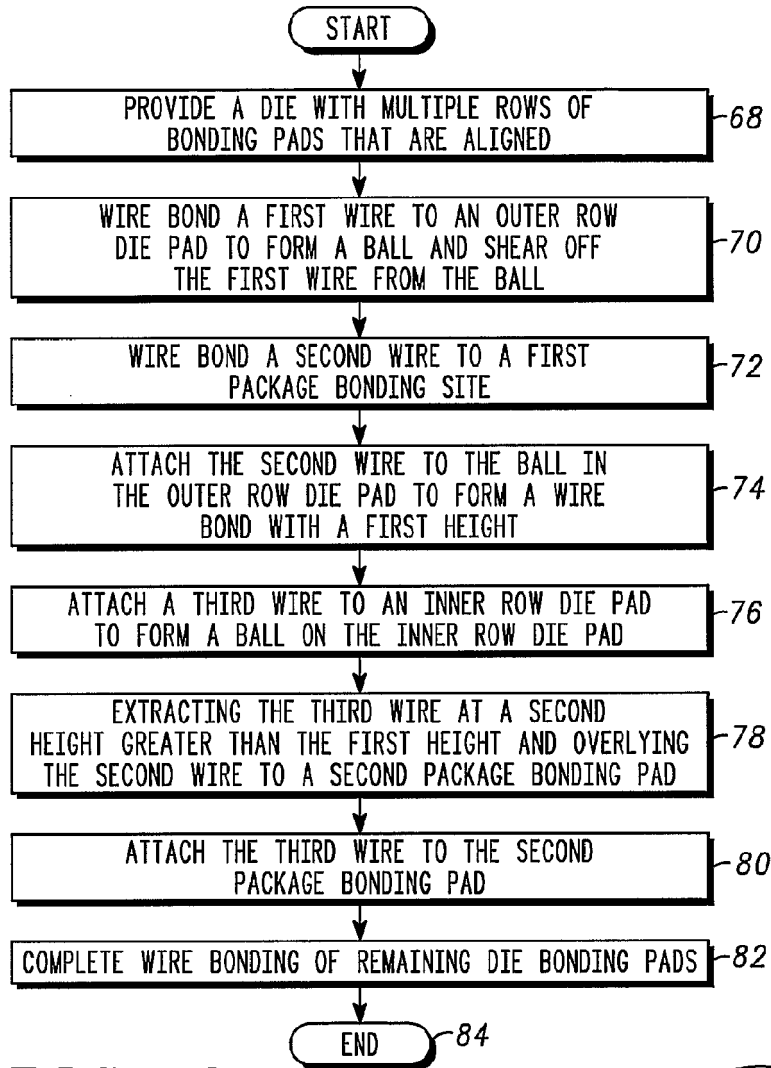 START
PROVIDE A DIE WITH MULTIPLE ROWS OF
BONDING PADS THAT ARE ALIGNED
68
WIRE BOND A FIRST WIRE TO AN OUTER ROW
DIE PAD TO FORM A BALL AND SHEAR OFF
THE FIRST WIRE FROM THE BALL
70
WIRE BOND A SECOND WIRE TO A FIRST
PACKAGE BONDING SITE
72
ATTACH THE SECOND WIRE TO THE BALL IN
THE OUTER ROW DIE PAD TO FORM A WIRE
BOND WITH A FIRST HEIGHT
74
ATTACH A THIRD WIRE TO AN INNER ROW DIE PAD
TO FORM A BALL ON THE INNER ROW DIE PAD
76
EXTRACTING THE THIRD WIRE AT A SECOND
HEIGHT GREATER THAN THE FIRST HEIGHT AND OVERLYING
THE SECOND WIRE TO A SECOND PACKAGE BONDING PAD
78
ATTACH THE THIRD WIRE TO THE SECOND
PACKAGE BONDING PAD
80
COMPLETE WIRE BONDING OF REMAINING DIE BONDING PADS
82
END
84